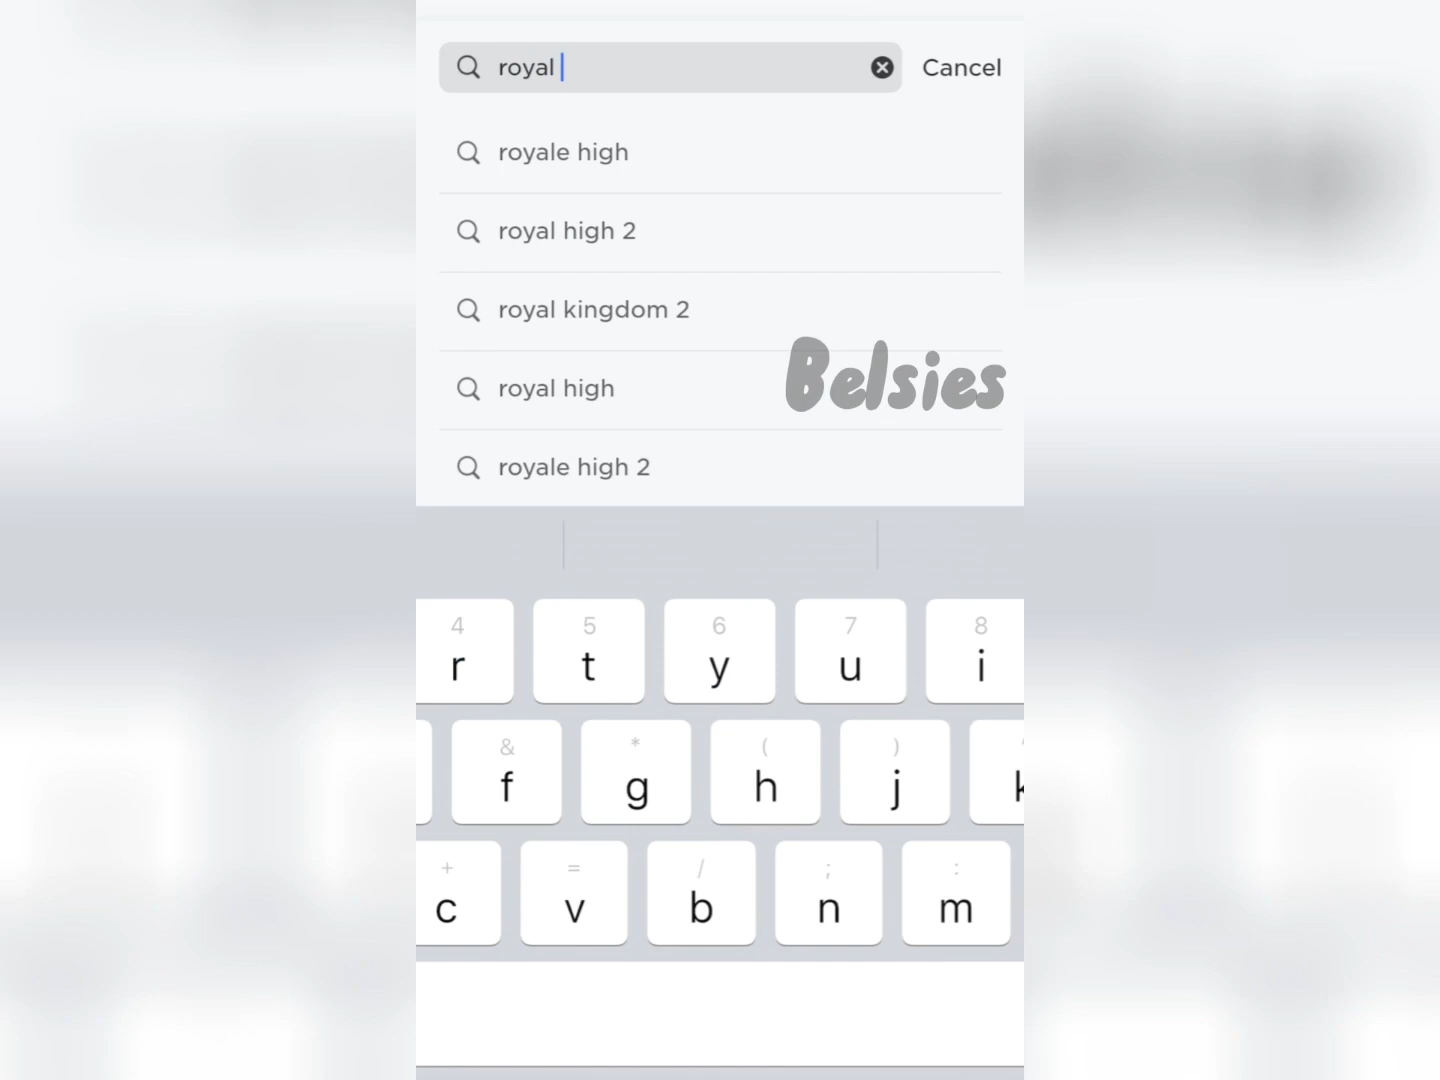 royal
Cancel
royale high
royal high 2
royal kingdom 2
royal high
Belsies
royale high 2
4 5 6 7 8
r t y u i
& * ( )
f g h j k
+ = / ; :
c v b n m